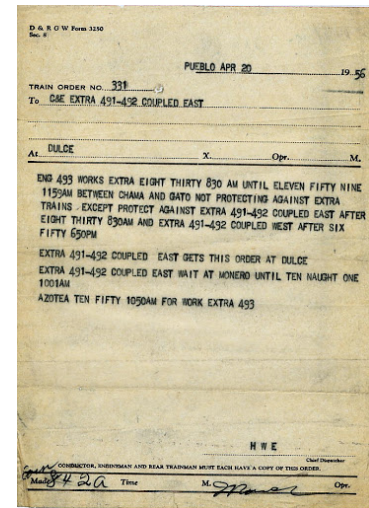 D & R G W Form 3250
Sec. 8
PUEBLO APR 20 1956
TRAIN ORDER NO. 331
To C&E EXTRA 491-492 COUPLED EAST
At DULCE X. Opr. M.
ENG 493 WORKS EXTRA EIGHT THIRTY 830 AM UNTIL ELEVEN FIFTY NINE
1159AM BETWEEN CHAMA AND GATO NOT PROTECTING AGAINST EXTRA
TRAINS .EXCEPT PROTECT AGAINST EXTRA 491-492 COUPLED EAST AFTER
EIGHT THIRTY 830AM AND EXTRA 491-492 COUPLED WEST AFTER SIX
FIFTY 650PM
EXTRA 491-492 COUPLED EAST GETS THIS ORDER AT DULCE
EXTRA 491-492 COUPLED EAST WAIT AT MONERO UNTIL TEN NAUGHT ONE
1001AM
AZOTEA TEN FIFTY 1050AM FOR WORK EXTRA 493
H W E
Chief Dispatcher
CONDUCTOR, ENGINEMAN AND REAR TRAINMAN MUST EACH HAVE A COPY OF THIS ORDER.
Made 842A Time M. Opr.